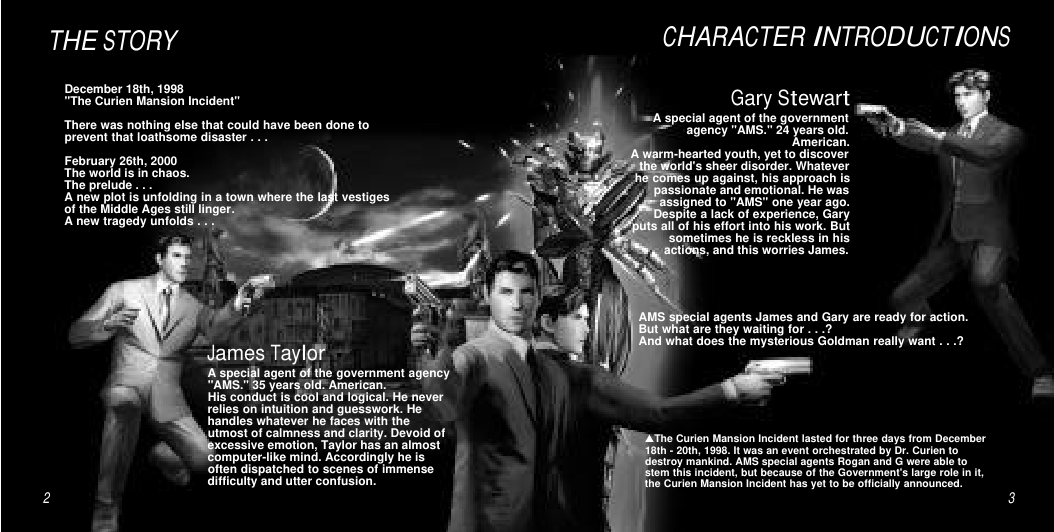 THE STORY
December 18th, 1998
"The Curien Mansion Incident"
There was nothing else that could have been done to
prevent that loathsome disaster . . .
February 26th, 2000
The world is in chaos.
The prelude . . .
A new plot is unfolding in a town where the last vestiges
of the Middle Ages still linger.
A new tragedy unfolds . . .
James Taylor
A special agent of the government agency
"AMS." 35 years old. American.
His conduct is cool and logical. He never
relies on intuition and guesswork. He
handles whatever he faces with the
utmost of calmness and clarity. Devoid of
excessive emotion, Taylor has an almost
computer-like mind. Accordingly he is
often dispatched to scenes of immense
difficulty and utter confusion.
2
CHARACTER INTRODUCTIONS
Gary Stewart
A special agent of the government
agency "AMS." 24 years old.
American.
A warm-hearted youth, yet to discover
the world's sheer disorder. Whatever
he comes up against, his approach is
passionate and emotional. He was
assigned to "AMS" one year ago.
Despite a lack of experience, Gary
puts all of his effort into his work. But
sometimes he is reckless in his
actions, and this worries James.
AMS special agents James and Gary are ready for action.
But what are they waiting for . . .?
And what does the mysterious Goldman really want . . .?
▲The Curien Mansion Incident lasted for three days from December
18th - 20th, 1998. It was an event orchestrated by Dr. Curien to
destroy mankind. AMS special agents Rogan and G were able to
stem this incident, but because of the Government's large role in it,
the Curien Mansion Incident has yet to be officially announced.
3